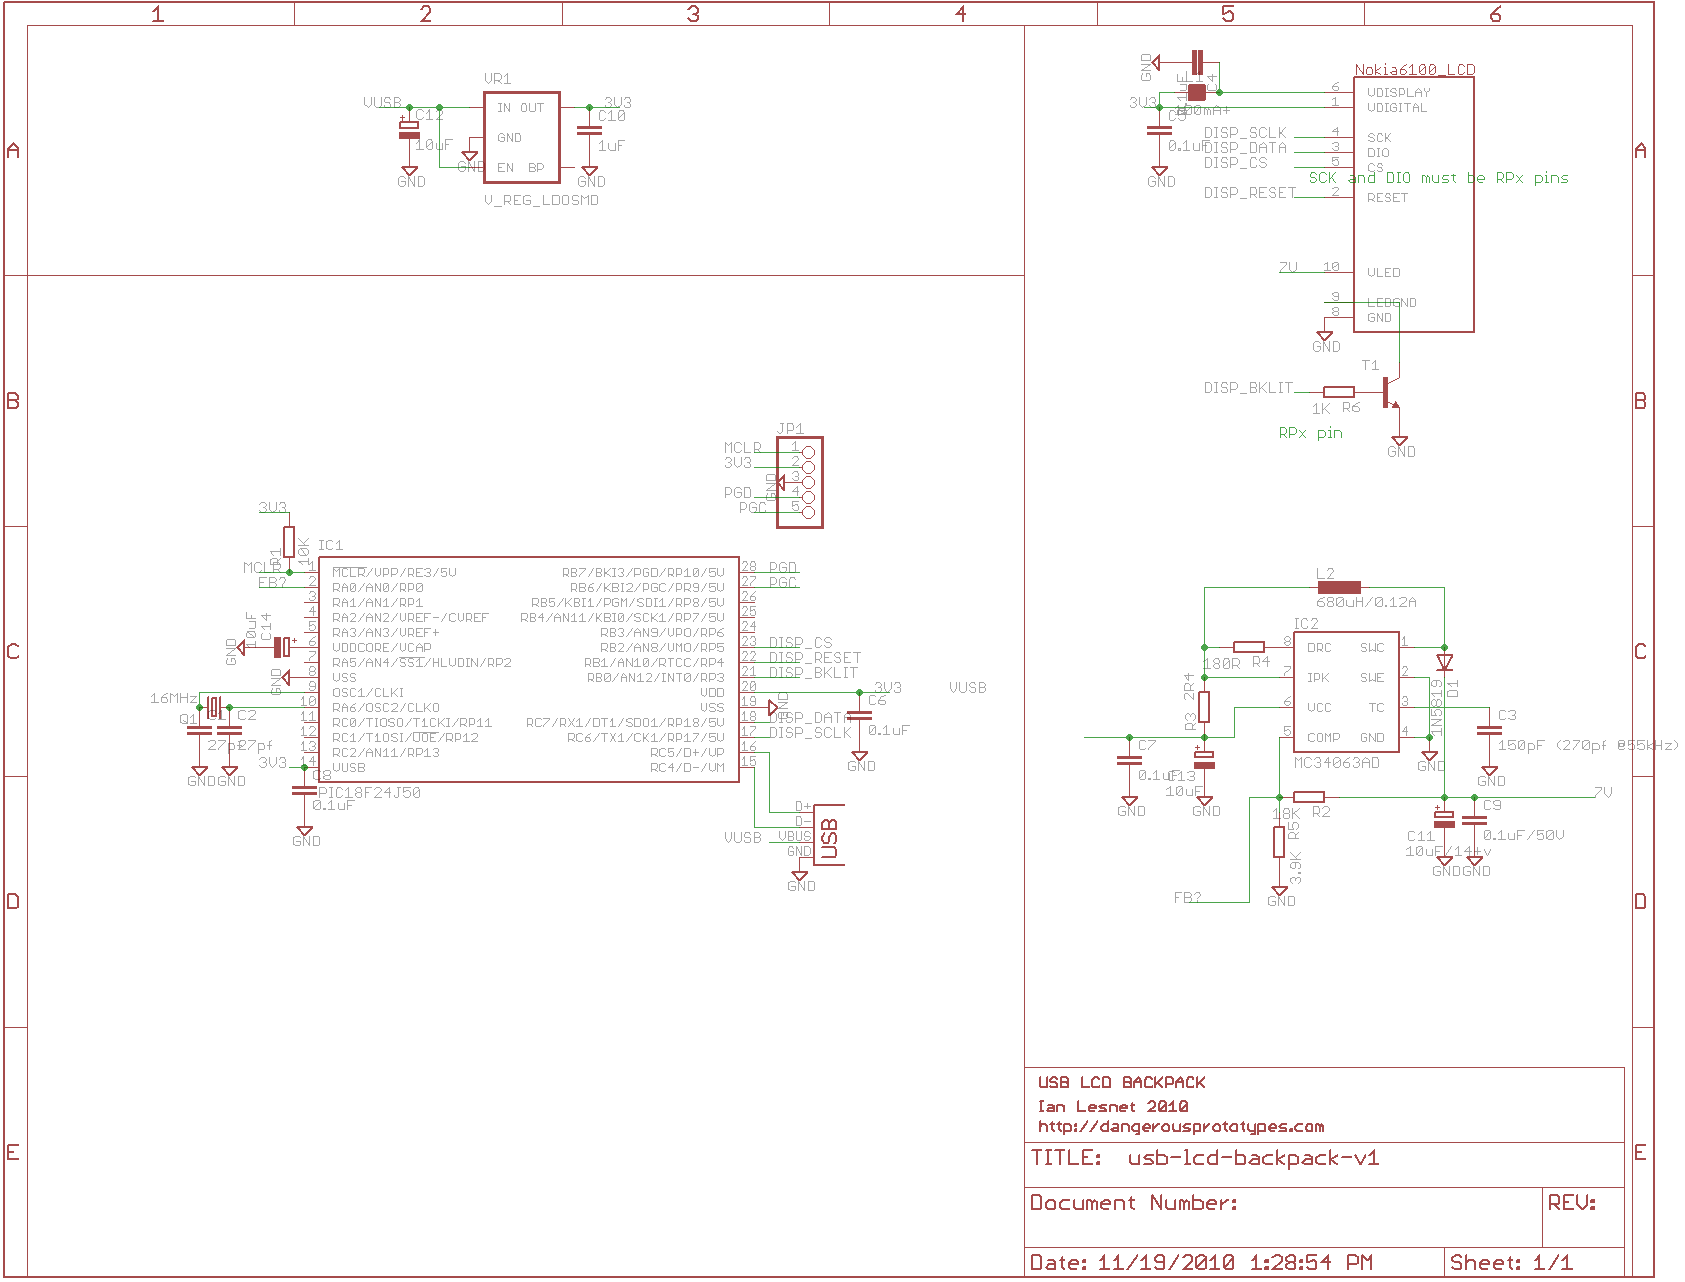 1 2 3 4 5 6
A
B
C
D
E
VR1
VUSB
3V3
C12
10uF
GND
IN OUT
GND
EN BP
GND
GND
C10
1uF
GND
V_REG_LDOSMD
Nokia6100_LCD
GND
C4
3V3
100mA+
0.1uF
GND
6 VDISPLAY
1 VDIGITAL
DISP_SCLK 4 SCK
DISP_DATA 3 DIO
DISP_CS 5 CS
SCK and DIO must be RPx pins
DISP_RESET 2 RESET
7V 10 VLED
9 LEDGND
8 GND
GND
T1
DISP_BKLIT
1K R6
RPx pin
GND
JP1
MCLR 1
3V3 2
GND 3
PGD 4
PGC 5
3V3
R1
10K
IC1
MCLR
FB?
1 MCLR/VPP/RE3/5V
2 RA0/AN0/RP0
3 RA1/AN1/RP1
4 RA2/AN2/VREF-/CVREF
5 RA3/AN3/VREF+
6 VDDCORE/VCAP
7 RA5/AN4/SS1/HLVDIN/RP2
8 VSS
9 OSC1/CLKI
10 RA6/OSC2/CLKO
11 RC0/T1OSO/T1CKI/RP11
12 RC1/T1OSI/UOE/RP12
13 RC2/AN11/RP13
14 VUSB
RB7/KBI3/PGD/RP10/5V 28 PGD
RB6/KBI2/PGC/PR9/5V 27 PGC
RB5/KBI1/PGM/SDI1/RP8/5V 26
RB4/AN11/KBI0/SCK1/RP7/5V 25
RB3/AN9/VPO/RP6 24
RB2/AN8/VMO/RP5 23 DISP_CS
RB1/AN10/RTCC/RP4 22 DISP_RESET
RB0/AN12/INT0/RP3 21 DISP_BKLIT
VDD 20 3V3
VSS 19 GND
RC7/RX1/DT1/SDO1/RP18/5V 18 DISP_DATA
RC6/TX1/CK1/RP17/5V 17 DISP_SCLK
RC5/D+/VP 16
RC4/D-/VM 15
PIC18F24J50
10uF
C14
GND
GND
16MHz
Q1
C2
27pf
27pf
GND
GND
3V3
C8
0.1uF
GND
C6
0.1uF
GND
VUSB
D+
D-
VUSB VBUS
GND
USB
GND
L2
680uH/0.12A
IC2
180R R4
R3 2R4
8 DRC
7 IPK
6 VCC
5 COMP
SWC 1
SWE 2
TC 3
GND 4
MC34063AD
1N5819
D1
C3
150pF (270pf @55kHz)
GND
GND
C7
0.1uF
GND
C13
10uF
GND
18K R2
R5
3.9K
GND
FB?
7V
C9
0.1uF/50V
C11
10uF/14+v
GND
GND
USB LCD BACKPACK
Ian Lesnet 2010
http://dangerousprototypes.com
TITLE: usb-lcd-backpack-v1
Document Number:
REV:
Date: 11/19/2010 1:28:54 PM
Sheet: 1/1
A
B
C
D
E